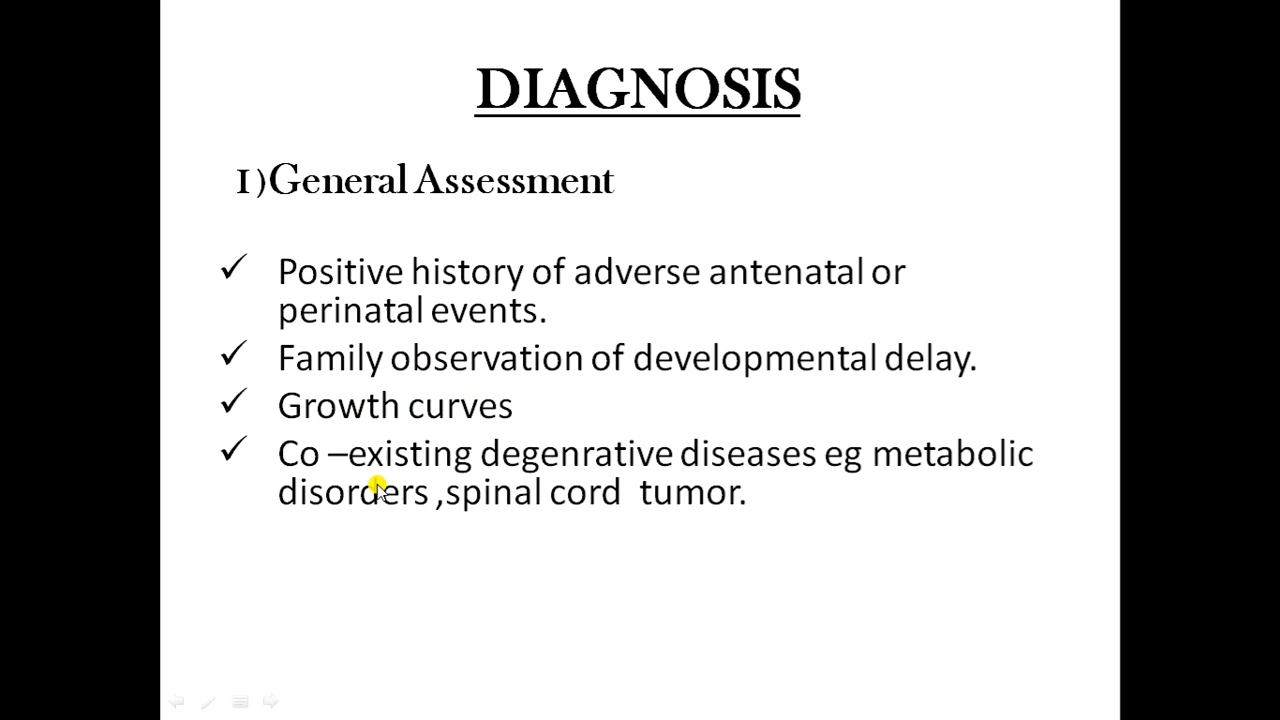 DIAGNOSIS
1)General Assessment
✓ Positive history of adverse antenatal or
perinatal events.
✓ Family observation of developmental delay.
✓ Growth curves
✓ Co –existing degenrative diseases eg metabolic
disorders ,spinal cord tumor.